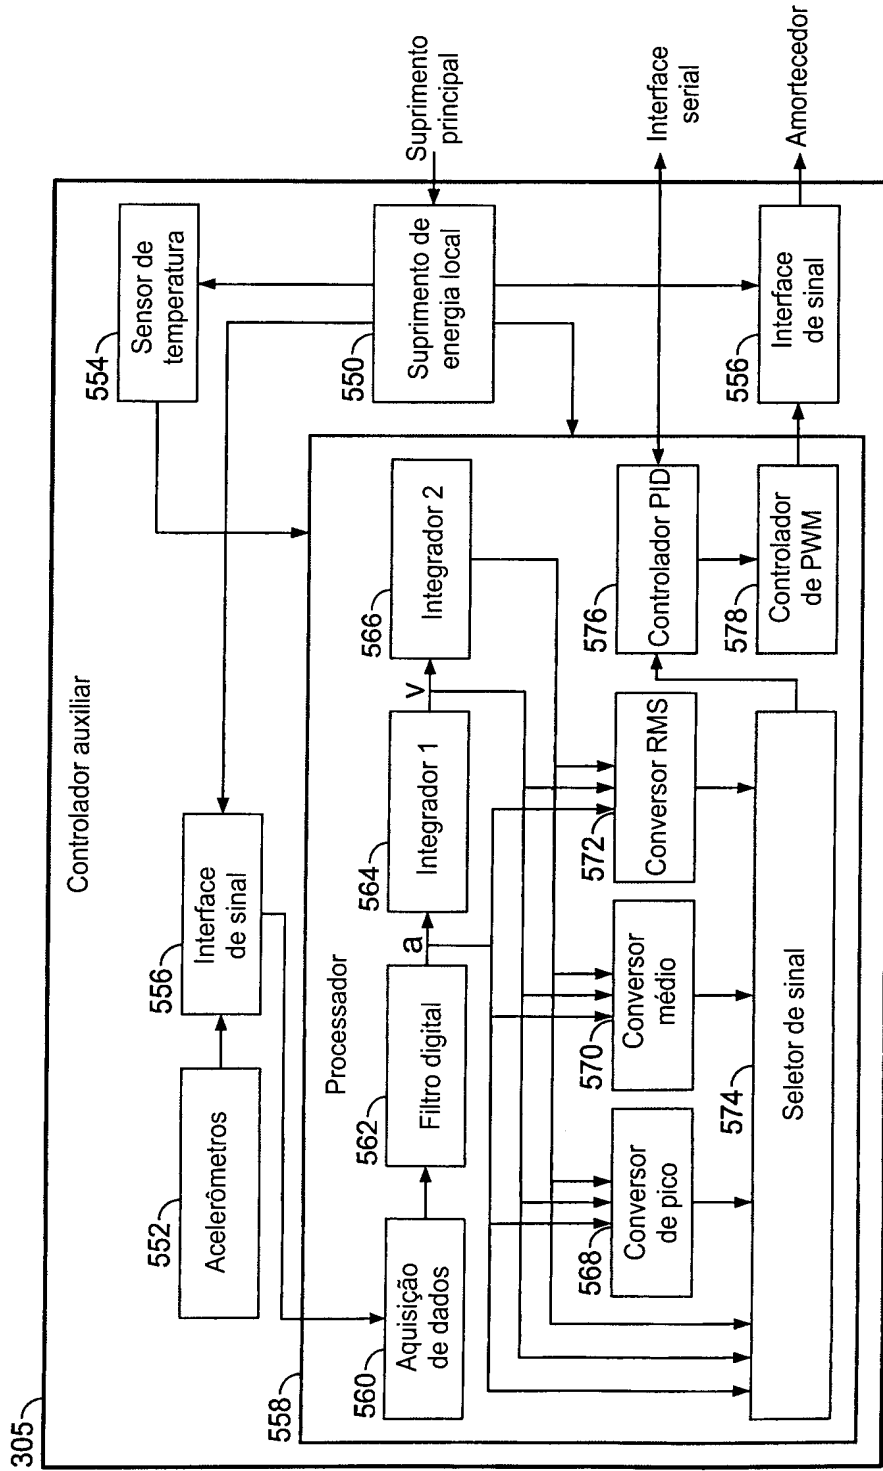 305
Controlador auxiliar
552
Acelerômetros
556
Interface
de sinal
554
Sensor de
temperatura
550
Suprimento de
energia local
Suprimento
principal
558
Processador
560
Aquisição
de dados
562
Filtro digital
a
564
Integrador 1
v
566
Integrador 2
568
Conversor
de pico
570
Conversor
médio
572
Conversor RMS
576
Controlador PID
Interface
serial
574
Seletor de sinal
578
Controlador
de PWM
556
Interface
de sinal
Amortecedor